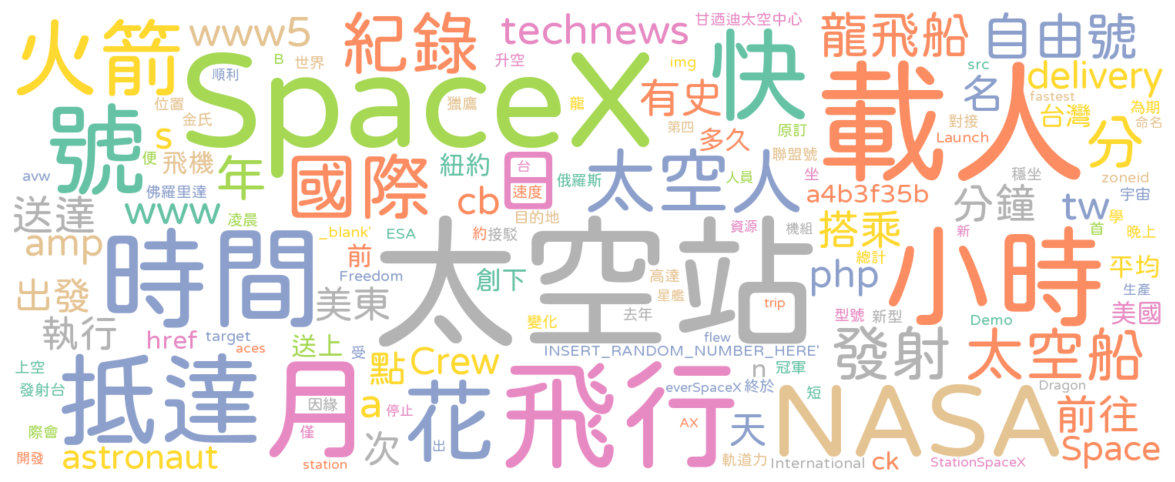 火箭
www5
紀錄
technews
甘迺迪太空中心
龍飛船
自由號
順利
B
世界
升空
img
快
src
delivery
SpaceX
位置
金氏
獵鷹
龍
有史
第四
多久
原訂
載人
名
fastest
台灣
為期
命名
號
s
便
飛機
年
國際
紐約
日
台
速度
俄羅斯
太空人
人員
聯盟號
坐
Launch
對接
分
穩坐
zoneid
宇宙
avw
佛羅里達
www
凌晨
cb
目的地
a4b3f35b
分鐘
tw
學
送達
amp
_blank'
ESA
約
接駁
前
資源
機組
搭乘
總計
新
首
晚上
時間
Freedom
創下
太空站
高達
星艦
php
小時
平均
出發
美東
變化
去年
trip
型號
新型
生產
美國
執行
href
target
aces
送上
受
點
Crew
INSERT_RANDOM_NUMBER_HERE'
n
冠軍
發射
Demo
太空船
上空
發射台
抵達
月
因緣
a
停止
花
飛行
everSpaceX
終於
短
NASA
Dragon
前往
際會
開發
astronaut
僅
station
次
出
AX
天
軌道力
International
ck
StationSpaceX
Space
flew